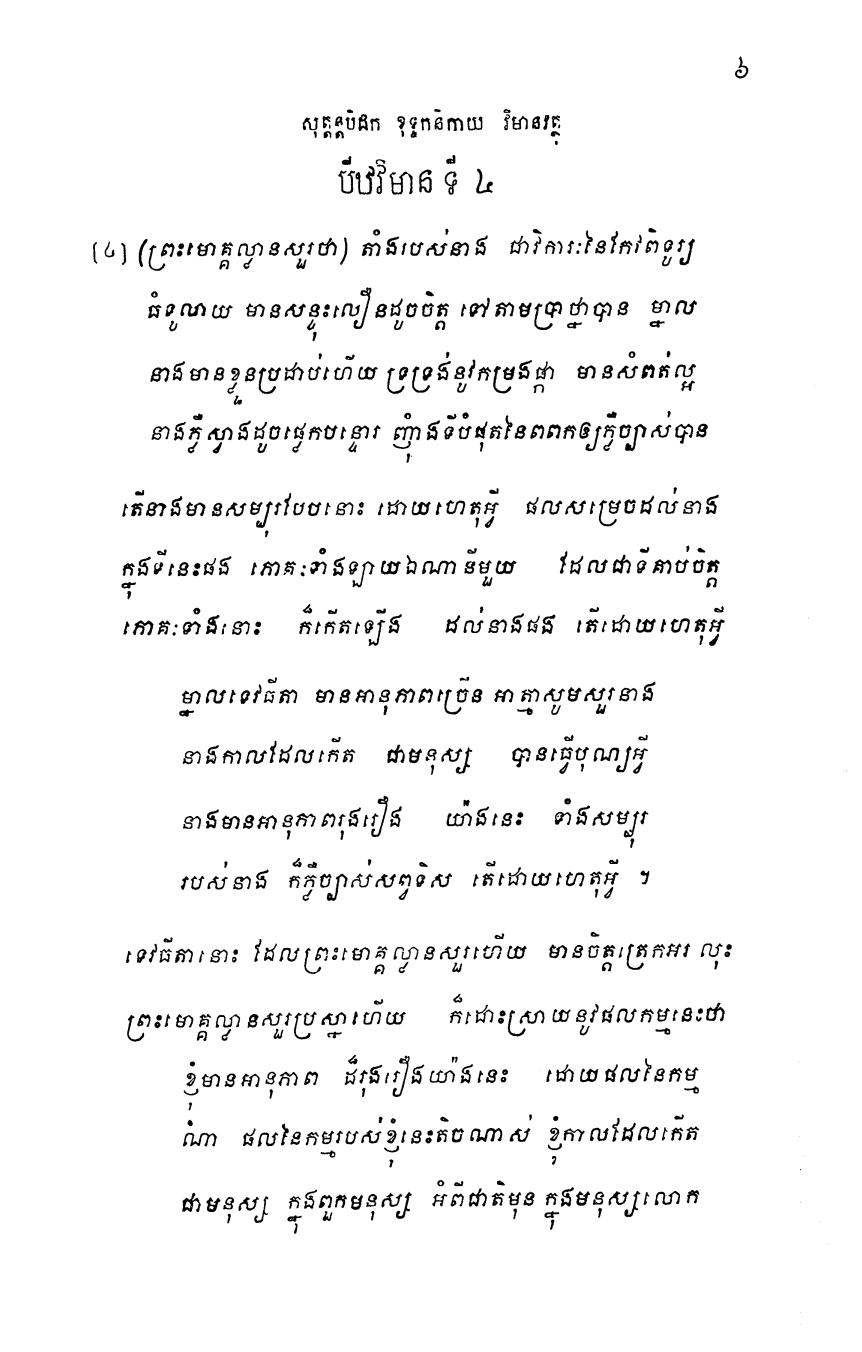 ៦
សុត្តន្តបិដក ខុទ្ទកនិកាយ វិមានវត្ថុ
បីឋវិមាន ទី ៤
[៤] (ព្រះមោគ្គល្លានសួរថា) តាំងរបស់នាង ជាវិការៈនៃកែវពិទូរ្យ
ធំទូលាយ មានសន្ទុះលឿនដូចចិត្ត ទៅតាមប្រាថ្នាបាន ម្នាល
នាងមានខ្លួនប្រដាប់ហើយ ទ្រទ្រង់នូវកម្រងផ្កា មានសំពត់ល្អ
នាងភ្លឺស្វាងដូចផ្លេកបន្ទោរ ញុំាងទីបំផុតនៃពពកឲ្យភ្លឺច្បាស់បាន
តើនាងមានសម្បុរបែបនោះ ដោយហេតុអ្វី ផលសម្រេចដល់នាង
ក្នុងទីនេះផង ភោគៈទាំងឡាយឯណានីមួយ ដែលជាទីគាប់ចិត្ត
ភោគៈទាំងនោះ ក៏កើតឡើង ដល់នាងផង តើដោយហេតុអ្វី
ម្នាលទេវធីតា មានអានុភាពច្រើន អាត្មាសូមសួរនាង
នាងកាលដែលកើត ជាមនុស្ស បានធ្វើបុណ្យអ្វី
នាងមានអានុភាពរុងរឿង យ៉ាងនេះ ទាំងសម្បុរ
របស់នាង ក៏ភ្លឺច្បាស់សព្វទិស តើដោយហេតុអ្វី ។
ទេវធីតានោះ ដែលព្រះមោគ្គល្លានសួរហើយ មានចិត្តត្រេកអរ លុះ
ព្រះមោគ្គល្លានសួរប្រស្នាហើយ ក៏ដោះស្រាយនូវផលកម្មនេះថា
ខ្ញុំមានអានុភាព ដ៏រុងរឿងយ៉ាងនេះ ដោយផលនៃកម្ម
ណា ផលនៃកម្មរបស់ខ្ញុំនេះតិចណាស់ ខ្ញុំកាលដែលកើត
ជាមនុស្ស ក្នុងពួកមនុស្ស អំពីជាតិមុន ក្នុងមនុស្សលោក